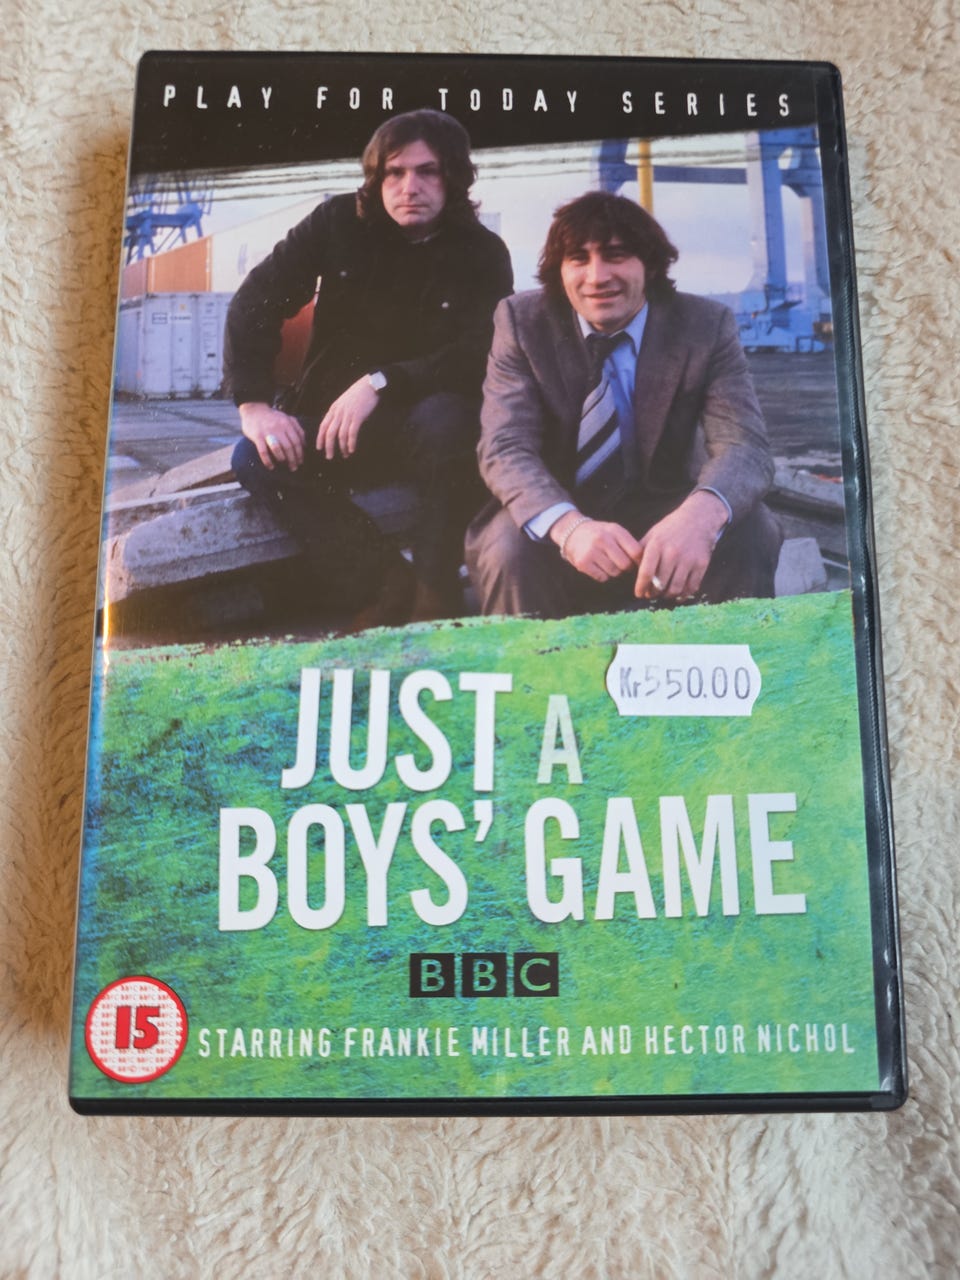 PLAY FOR TODAY SERIES
Kr550.00
JUST A
BOYS' GAME
BBC
15
STARRING FRANKIE MILLER AND HECTOR NICHOL